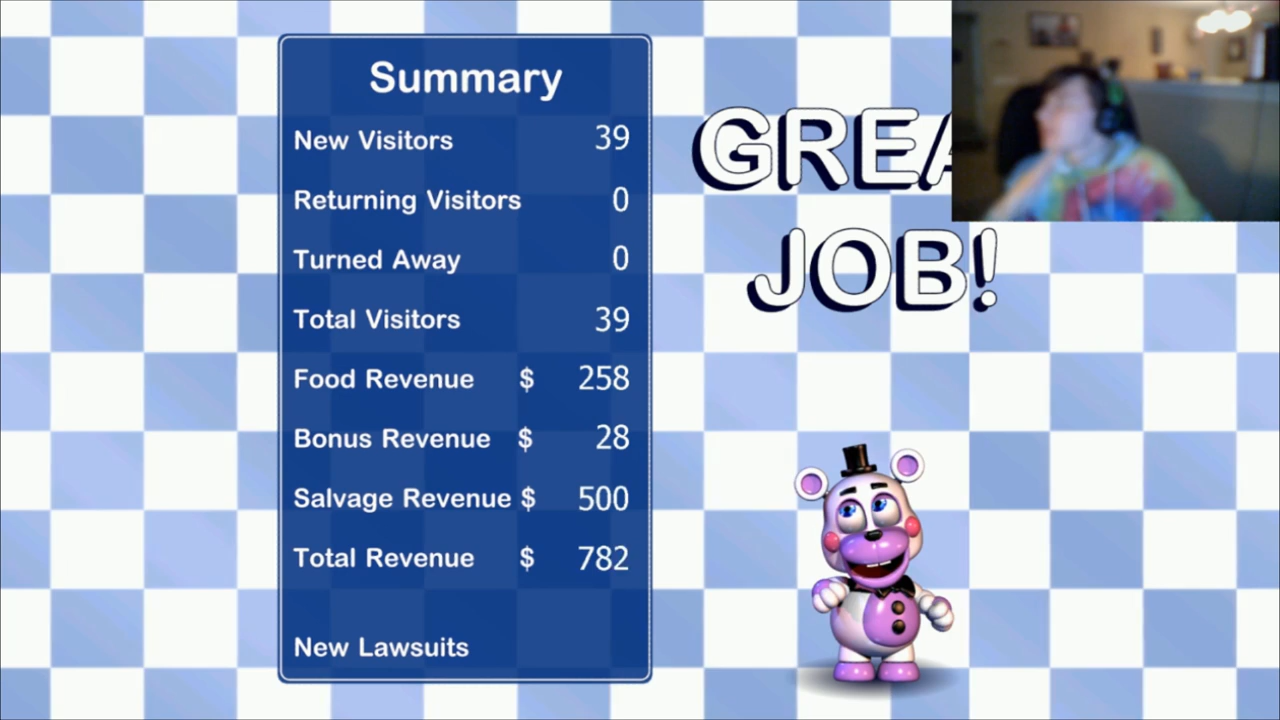 Summary
New Visitors 39
Returning Visitors 0
Turned Away 0
Total Visitors 39
Food Revenue $ 258
Bonus Revenue $ 28
Salvage Revenue $ 500
Total Revenue $ 782
New Lawsuits
GREA
JOB!